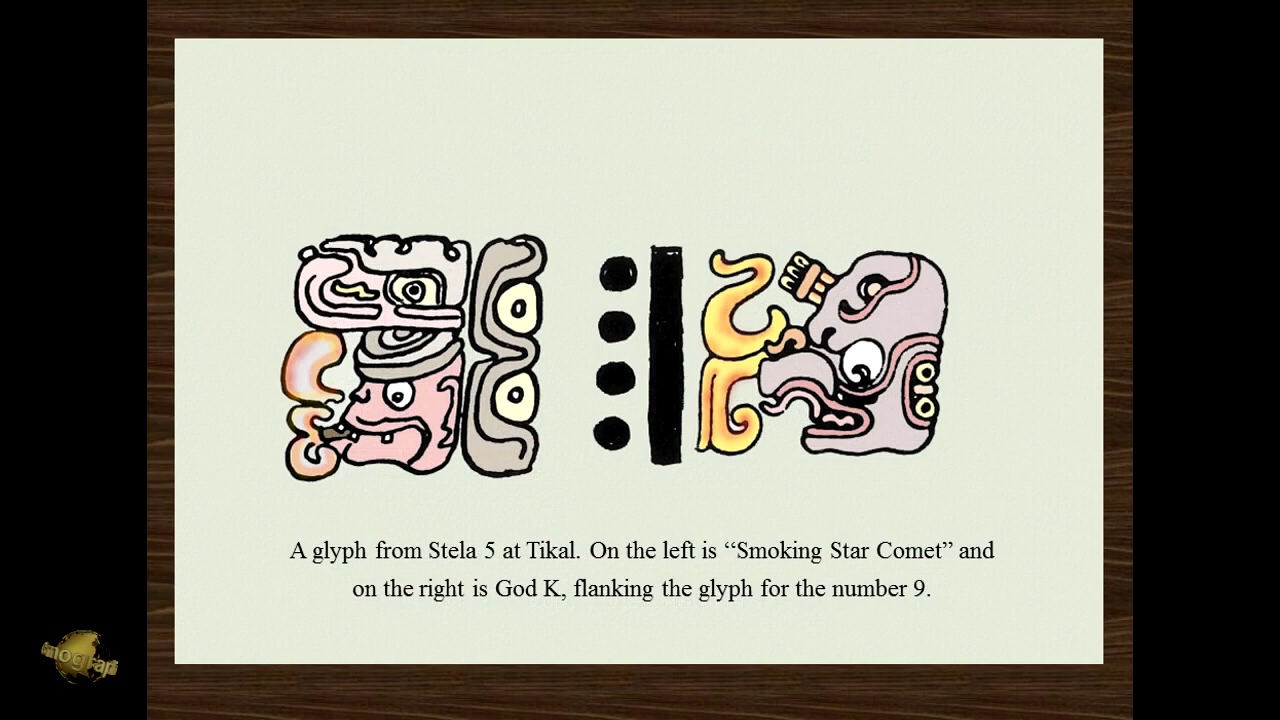 A glyph from Stela 5 at Tikal. On the left is “Smoking Star Comet” and
on the right is God K, flanking the glyph for the number 9.